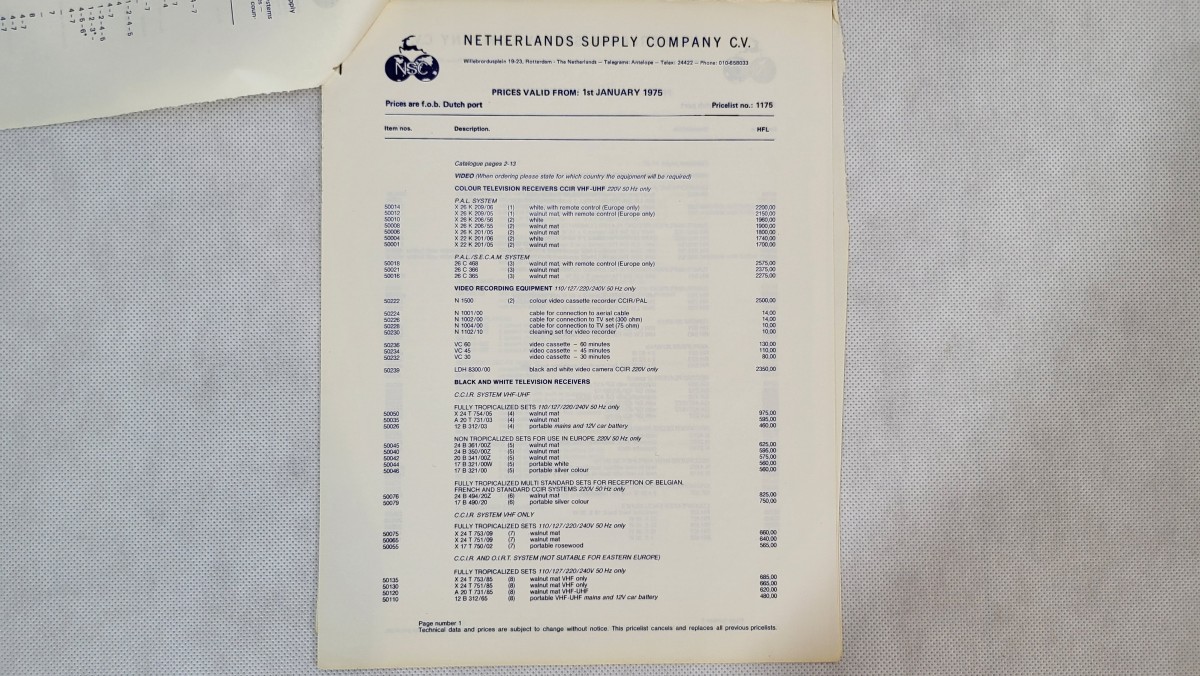 NETHERLANDS SUPPLY COMPANY C.V.
NSC
Willebrordusplein 19-23, Rotterdam - The Netherlands - Telegrams: Antelope - Telex: 24422 - Phone: 010-656033
PRICES VALID FROM: 1st JANUARY 1975
Prices are f.o.b. Dutch port Pricelist no.: 1175
Item nos. Description. HFL
Catalogue pages 2-13
VIDEO (When ordering please state for which country the equipment will be required)
COLOUR TELEVISION RECEIVERS CCIR VHF-UHF 220V 50 Hz only
P.A.L. SYSTEM
50014 X 26 K 209/06 (1) white, with remote control (Europe only) 2200,00
50012 X 26 K 209/05 (1) walnut mat, with remote control (Europe only) 2150,00
50010 X 26 K 206/56 (2) white 1960,00
50008 X 26 K 206/55 (2) walnut mat 1900,00
50006 X 26 K 201/05 (2) walnut mat 1800,00
50004 X 22 K 201/06 (2) white 1740,00
50001 X 22 K 201/05 (2) walnut mat 1700,00
P.A.L./S.E.C.A.M. SYSTEM
50018 26 C 468 (3) walnut mat, with remote control (Europe only) 2575,00
50021 26 C 366 (3) walnut mat 2375,00
50016 26 C 365 (3) walnut mat 2275,00
VIDEO RECORDING EQUIPMENT 110/127/220/240V 50 Hz only
50222 N 1500 (2) colour video cassette recorder CCIR/PAL 2500,00
50224 N 1001/00 cable for connection to aerial cable 14,00
50226 N 1002/00 cable for connection to TV set (300 ohm) 14,00
50228 N 1004/00 cable for connection to TV set (75 ohm) 10,00
50230 N 1102/10 cleaning set for video recorder 10,00
50236 VC 60 video cassette - 60 minutes 130,00
50234 VC 45 video cassette - 45 minutes 110,00
50232 VC 30 video cassette - 30 minutes 80,00
50239 LDH 8300/00 black and white video camera CCIR 220V only 2350,00
BLACK AND WHITE TELEVISION RECEIVERS
C.C.I.R. SYSTEM VHF-UHF
FULLY TROPICALIZED SETS 110/127/220/240V 50 Hz only
50050 X 24 T 754/05 (4) walnut mat 975,00
50035 A 20 T 731/03 (4) walnut mat 595,00
50026 12 B 312/03 (4) portable mains and 12V car battery 460,00
NON TROPICALIZED SETS FOR USE IN EUROPE 220V 50 Hz only
50045 24 B 361/00Z (5) walnut mat 625,00
50040 24 B 350/00Z (5) walnut mat 595,00
50042 20 B 341/00Z (5) walnut mat 575,00
50044 17 B 321/00W (5) portable white 560,00
50046 17 B 321/00 (5) portable silver colour 560,00
FULLY TROPICALIZED MULTI STANDARD SETS FOR RECEPTION OF BELGIAN,
FRENCH AND STANDARD CCIR SYSTEMS 220V 50 Hz only
50076 24 B 494/20Z (6) walnut mat 825,00
50079 17 B 490/20 (6) portable silver colour 750,00
C.C.I.R. SYSTEM VHF ONLY
FULLY TROPICALIZED SETS 110/127/220/240V 50 Hz only
50075 X 24 T 753/09 (7) walnut mat 660,00
50065 X 24 T 751/09 (7) walnut mat 640,00
50055 X 17 T 750/02 (7) portable rosewood 565,00
C.C.I.R. AND O.I.R.T. SYSTEM (NOT SUITABLE FOR EASTERN EUROPE)
FULLY TROPICALIZED SETS 110/127/220/240V 50 Hz only
50135 X 24 T 753/85 (8) walnut mat VHF only 685,00
50130 X 24 T 751/85 (8) walnut mat VHF only 665,00
50120 A 20 T 731/85 (8) walnut mat VHF-UHF 620,00
50110 12 B 312/65 (8) portable VHF-UHF mains and 12V car battery 480,00
Page number 1
Technical data and prices are subject to change without notice. This pricelist cancels and replaces all previous pricelists.